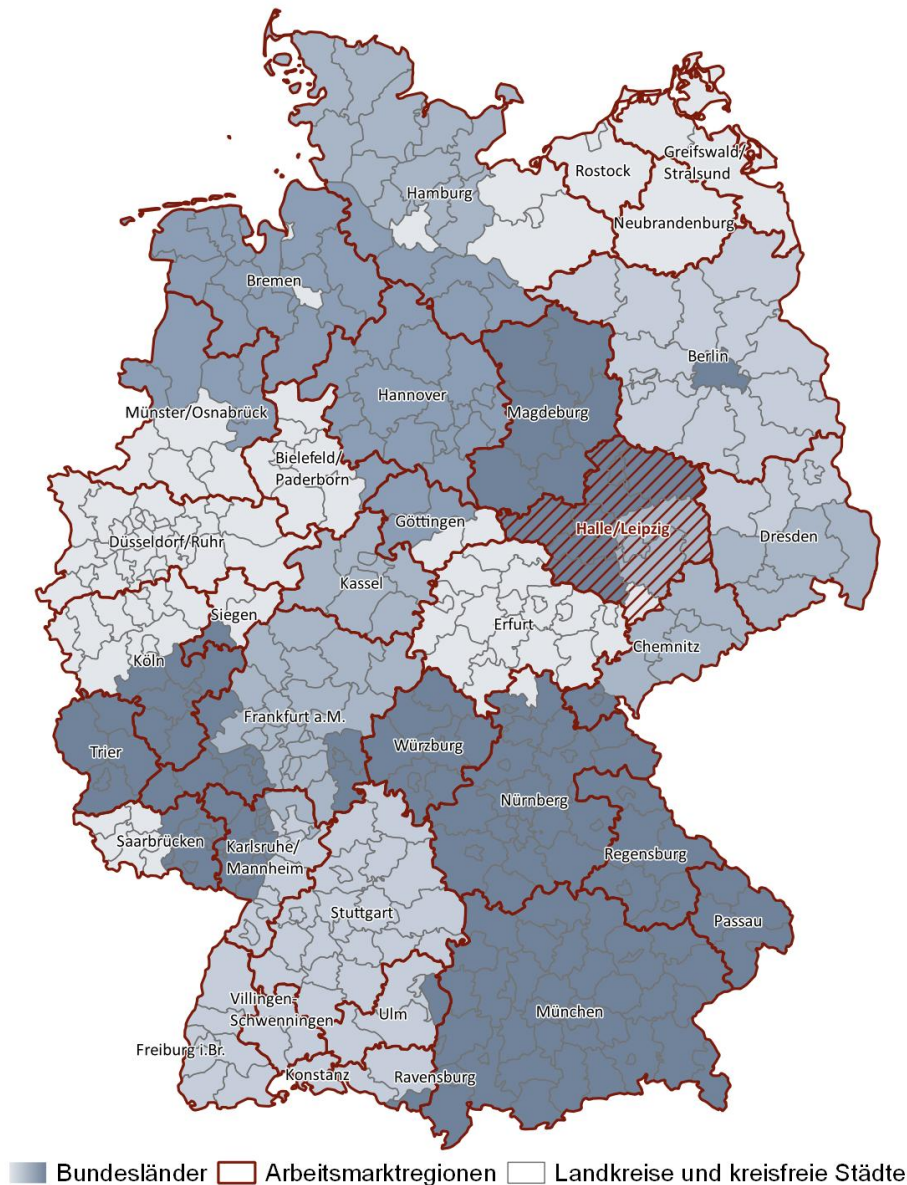 Greifswald/
Stralsund
Rostock
Hamburg
Neubrandenburg
Bremen
Berlin
Hannover
Münster/Osnabrück
Magdeburg
Bielefeld/
Paderborn
Göttingen
Halle/Leipzig
Düsseldorf/Ruhr
Dresden
Kassel
Siegen
Erfurt
Köln
Chemnitz
Frankfurt a.M.
Trier
Würzburg
Nürnberg
Saarbrücken
Karlsruhe/
Mannheim
Regensburg
Stuttgart
Passau
Villingen-
Schwenningen
Ulm
München
Freiburg i.Br.
Konstanz
Ravensburg
Bundesländer Arbeitsmarktregionen Landkreise und kreisfreie Städte